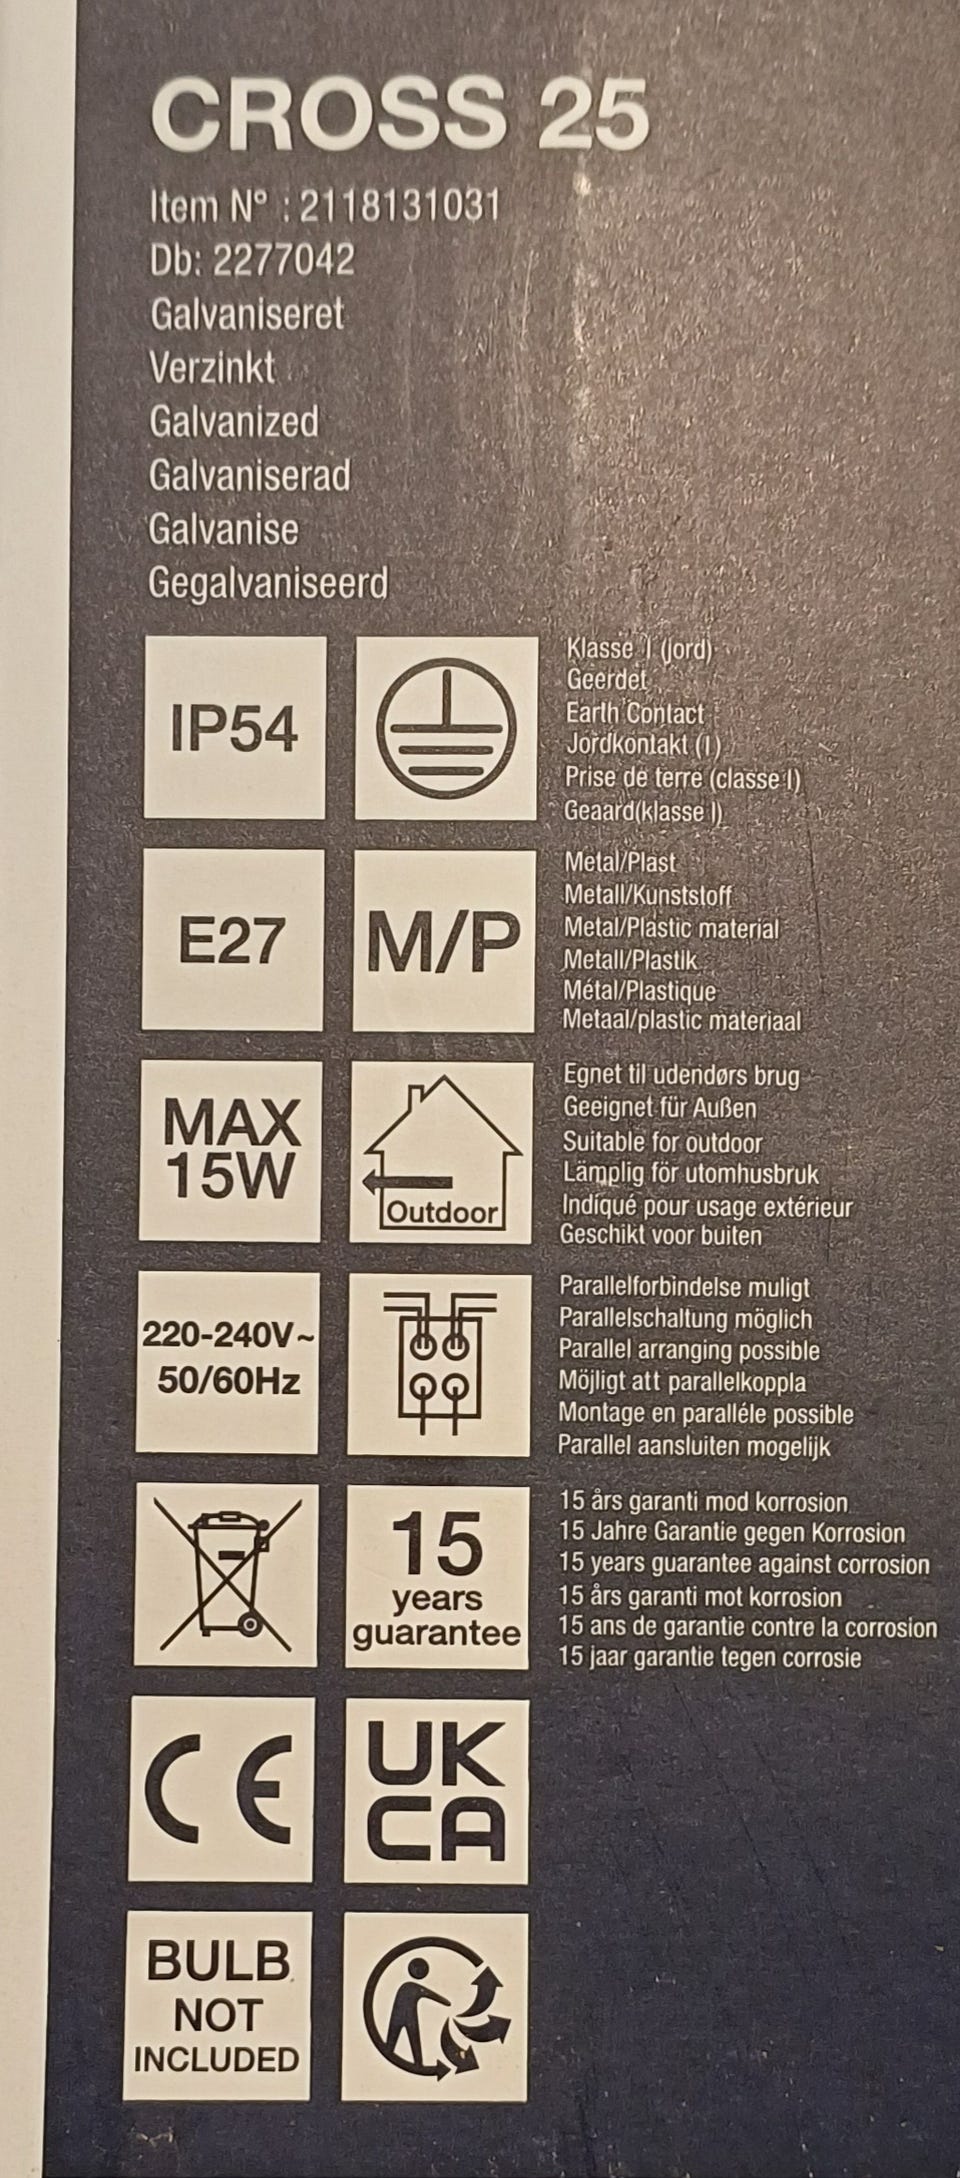 CROSS 25
Item N° : 2118131031
Db: 2277042
Galvaniseret
Verzinkt
Galvanized
Galvaniserad
Galvanise
Gegalvaniseerd
IP54
Klasse I (jord)
Geerdet
Earth Contact
Jordkontakt (I)
Prise de terre (classe I)
Geaard(klasse I)
E27
M/P
Metal/Plast
Metall/Kunststoff
Metal/Plastic material
Metall/Plastik
Métal/Plastique
Metaal/plastic materiaal
MAX
15W
Outdoor
Egnet til udendørs brug
Geeignet für Außen
Suitable for outdoor
Lämplig för utomhusbruk
Indiqué pour usage extérieur
Geschikt voor buiten
220-240V~
50/60Hz
Parallelforbindelse muligt
Parallelschaltung möglich
Parallel arranging possible
Möjligt att parallelkoppla
Montage en paralléle possible
Parallel aansluiten mogelijk
15
years
guarantee
15 års garanti mod korrosion
15 Jahre Garantie gegen Korrosion
15 years guarantee against corrosion
15 års garanti mot korrosion
15 ans de garantie contre la corrosion
15 jaar garantie tegen corrosie
CE
UK
CA
BULB
NOT
INCLUDED